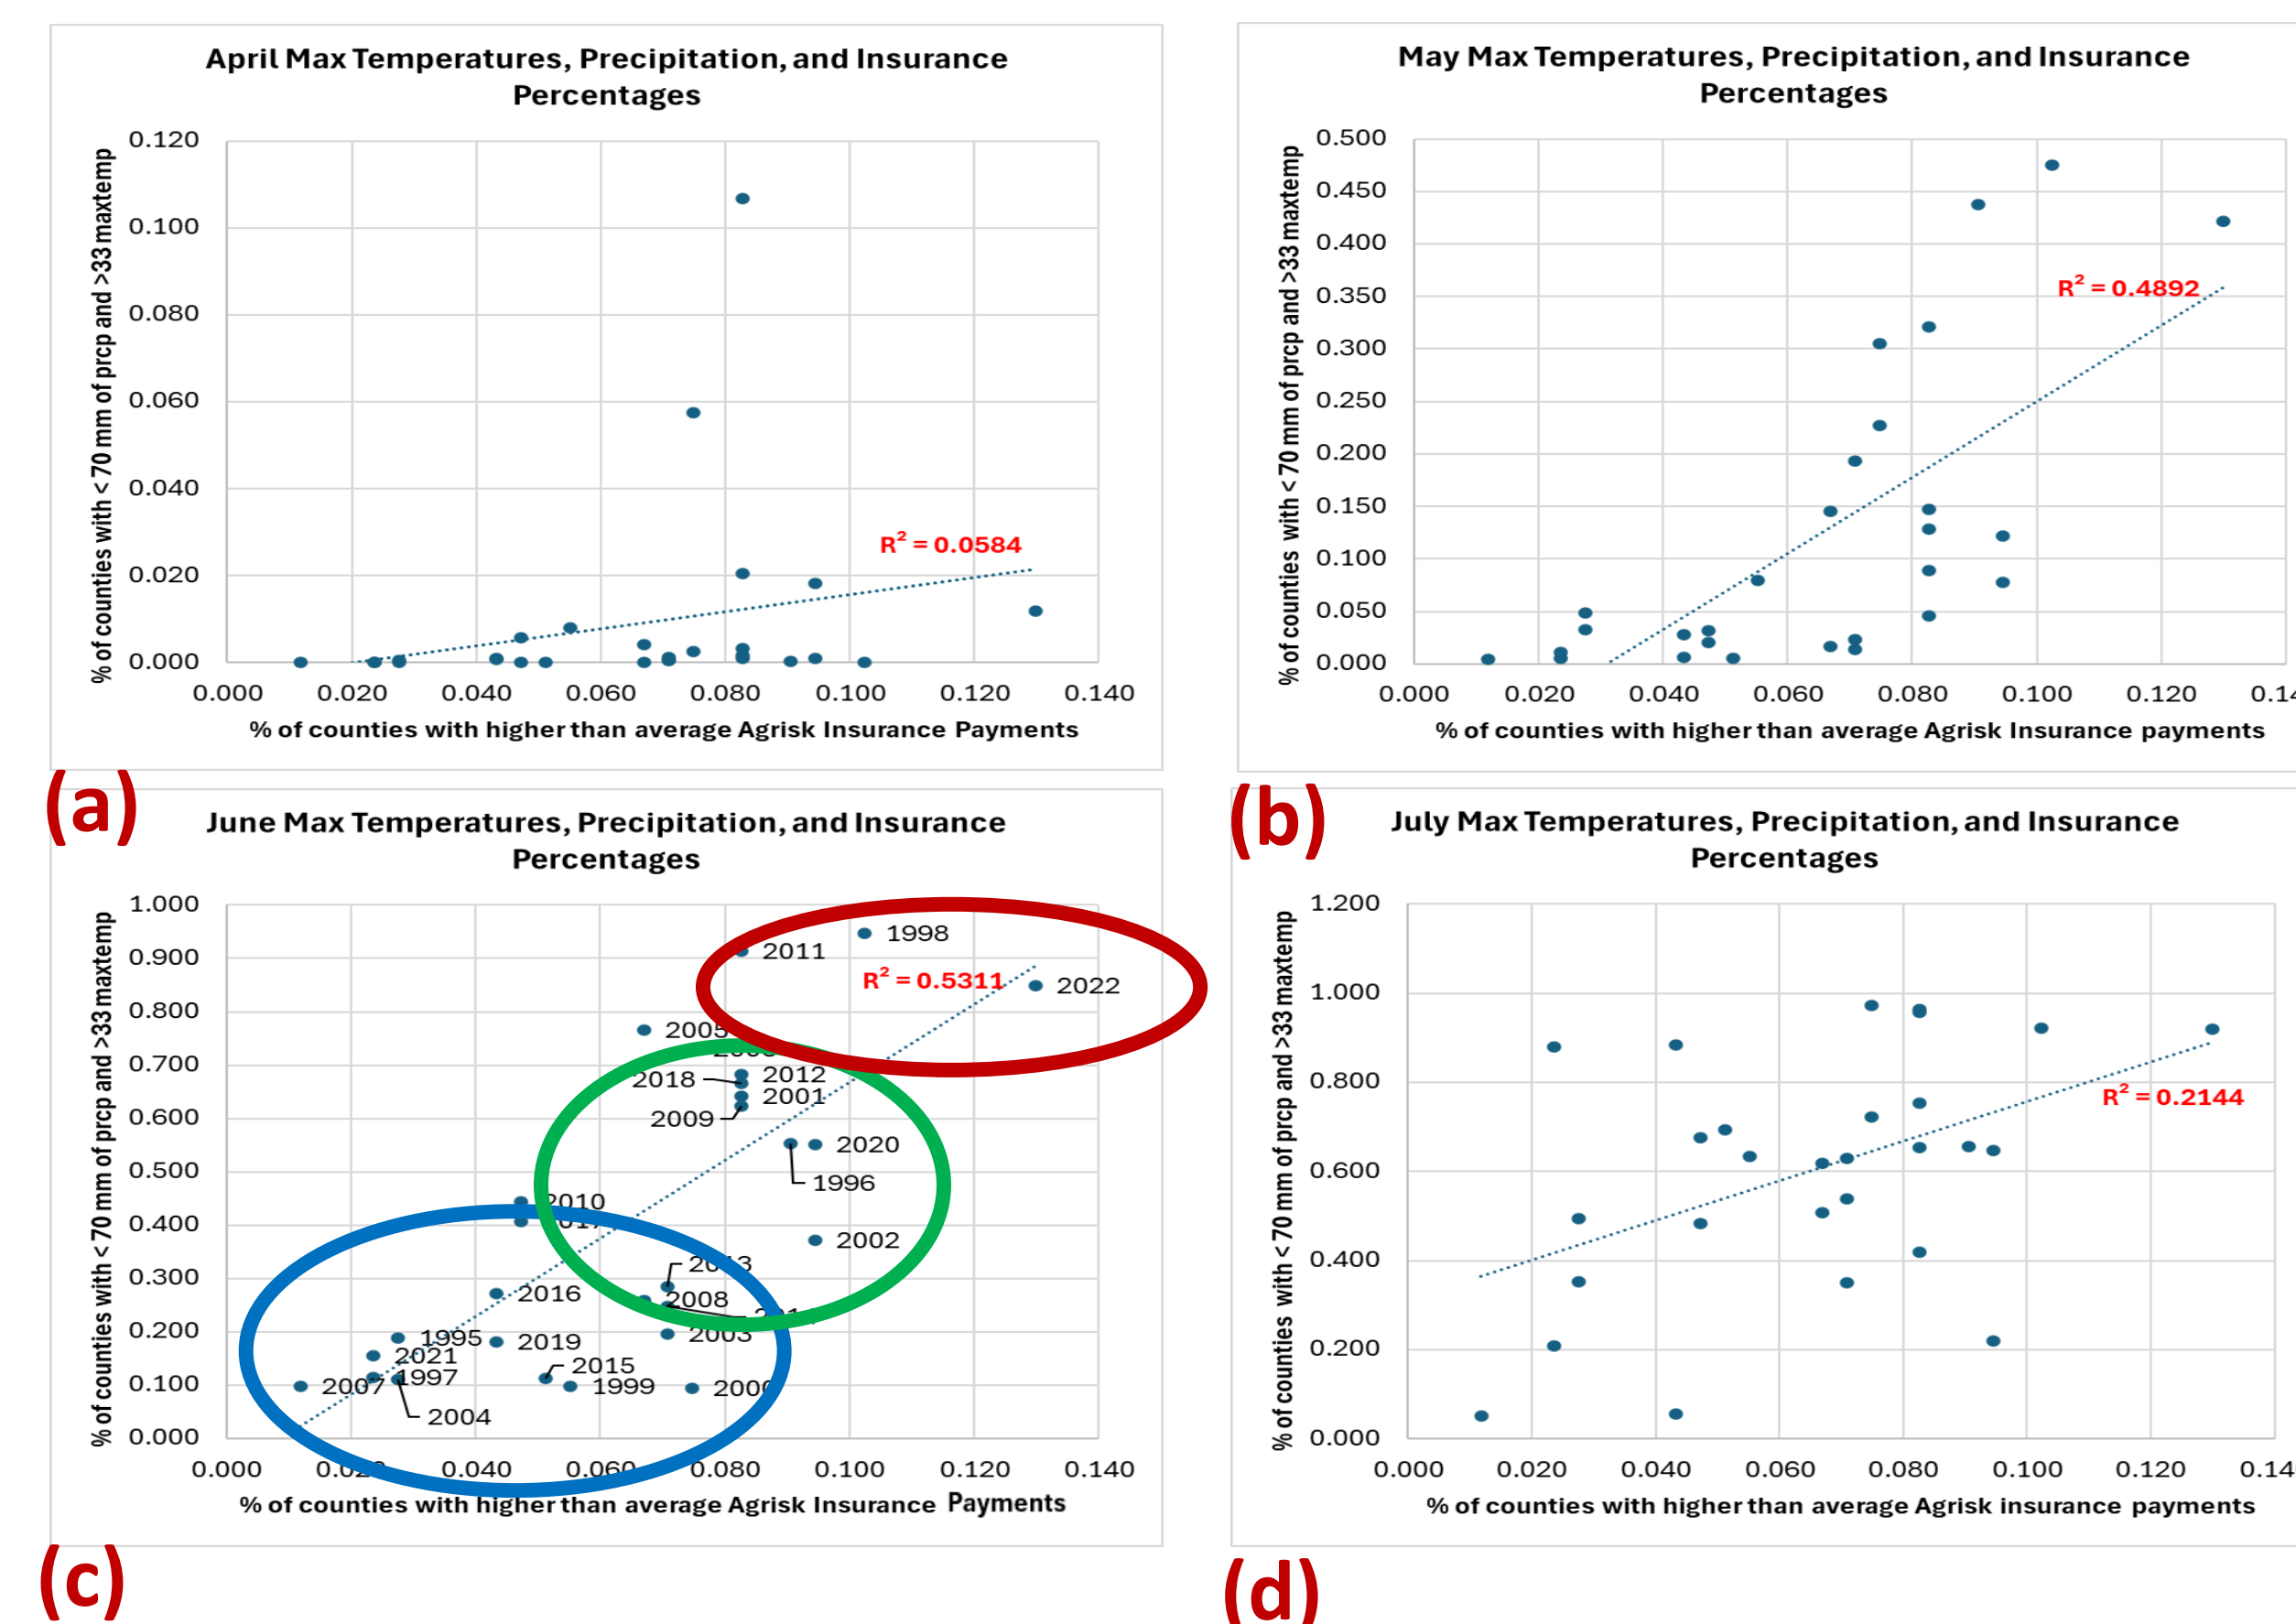 April Max Temperatures, Precipitation, and Insurance
Percentages
% of counties with < 70 mm of prcp and >33 maxtemp
0.120
0.100
0.080
0.060
0.040
0.020
0.000
R² = 0.0584
0.000 0.020 0.040 0.060 0.080 0.100 0.120 0.140
% of counties with higher than average Agrisk Insurance Payments
(a)
May Max Temperatures, Precipitation, and Insurance
Percentages
% of counties with < 70 mm of prcp and >33 maxtemp
0.500
0.450
0.400
0.350
0.300
0.250
0.200
0.150
0.100
0.050
0.000
R² = 0.4892
0.000 0.020 0.040 0.060 0.080 0.100 0.120 0.14
% of counties with higher than average Agrisk Insurance payments
(b)
June Max Temperatures, Precipitation, and Insurance
Percentages
% of counties with < 70 mm of prcp and >33 maxtemp
1.000
0.900
0.800
0.700
0.600
0.500
0.400
0.300
0.200
0.100
0.000
1998
2011
R² = 0.5311
2022
2005
2012
2018
2001
2009
2020
1996
2010
2002
2016
2008
1995
2019
2003
2021
2015
1997
2007
1999
2000
2004
0.000 0.020 0.040 0.060 0.080 0.100 0.120 0.140
% of counties with higher than average Agrisk Insurance Payments
(c)
July Max Temperatures, Precipitation, and Insurance
Percentages
% of counties with < 70 mm of prcp and >33 maxtemp
1.200
1.000
0.800
0.600
0.400
0.200
0.000
R² = 0.2144
0.000 0.020 0.040 0.060 0.080 0.100 0.120 0.14
% of counties with higher than average Agrisk insurance payments
(d)